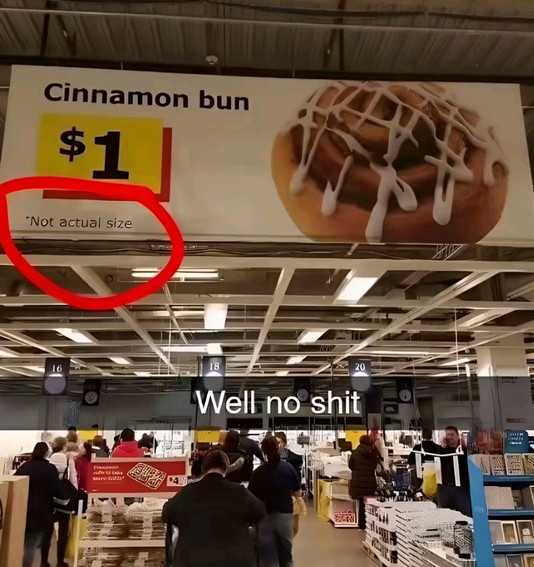 Cinnamon bun
$1
*Not actual size
16
18
20
Well no shit
$4